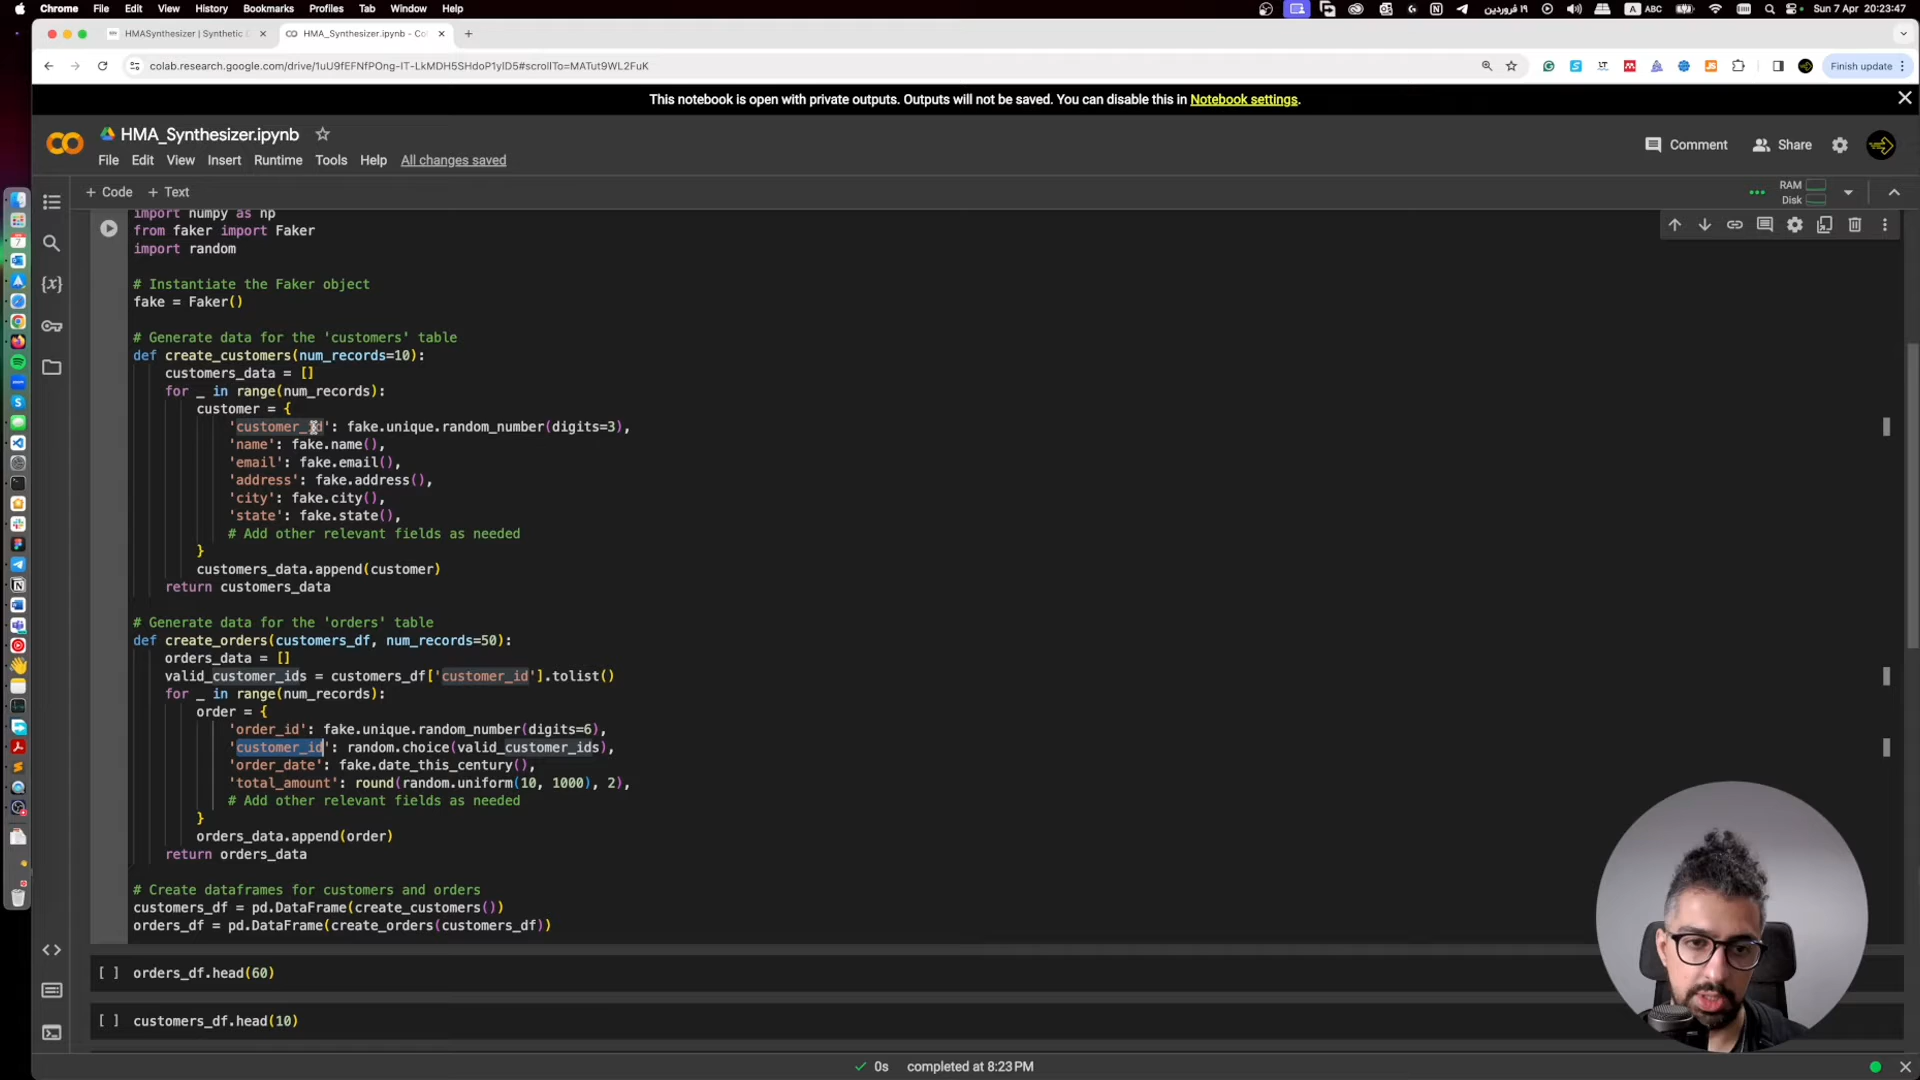 Chrome File Edit View History Bookmarks Profiles Tab Window Help
۱۹ فروردین
A ABC
Sun 7 Apr 20:23:47
HMASynthesizer | Synthetic
HMA_Synthesizer.ipynb - Co
colab.research.google.com/drive/1uU9fEFNfPOng-IT-LkMDH5SHdoP1yID5#scrollTo=MATut9WL2FuK
Finish update
This notebook is open with private outputs. Outputs will not be saved. You can disable this in Notebook settings.
HMA_Synthesizer.ipynb
Comment Share
File Edit View Insert Runtime Tools Help All changes saved
+ Code + Text
RAM
Disk
import numpy as np
from faker import Faker
import random
# Instantiate the Faker object
fake = Faker()
# Generate data for the 'customers' table
def create_customers(num_records=10):
customers_data = []
for _ in range(num_records):
customer = {
'customer_id': fake.unique.random_number(digits=3),
'name': fake.name(),
'email': fake.email(),
'address': fake.address(),
'city': fake.city(),
'state': fake.state(),
# Add other relevant fields as needed
}
customers_data.append(customer)
return customers_data
# Generate data for the 'orders' table
def create_orders(customers_df, num_records=50):
orders_data = []
valid_customer_ids = customers_df['customer_id'].tolist()
for _ in range(num_records):
order = {
'order_id': fake.unique.random_number(digits=6),
'customer_id': random.choice(valid_customer_ids),
'order_date': fake.date_this_century(),
'total_amount': round(random.uniform(10, 1000), 2),
# Add other relevant fields as needed
}
orders_data.append(order)
return orders_data
# Create dataframes for customers and orders
customers_df = pd.DataFrame(create_customers())
orders_df = pd.DataFrame(create_orders(customers_df))
[ ] orders_df.head(60)
[ ] customers_df.head(10)
0s completed at 8:23 PM